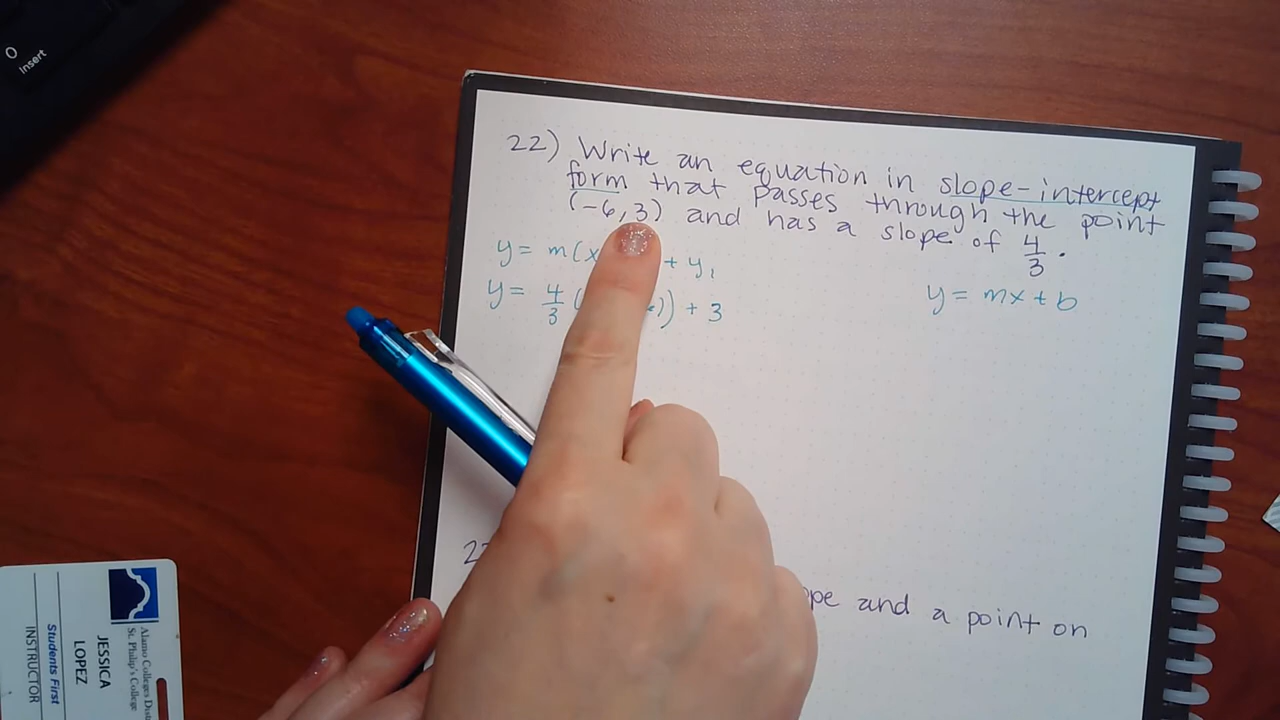 O
Insert
22) Write an equation in slope-intercept
form that passes through the point
(-6,3) and has a slope of 4/3.
y = m(x + y₁
y = 4/3 ( )) + 3
y = mx + b
and a point on
Alamo Colleges
St. Philip's College
JESSICA
LOPEZ
Students First
INSTRUCTOR